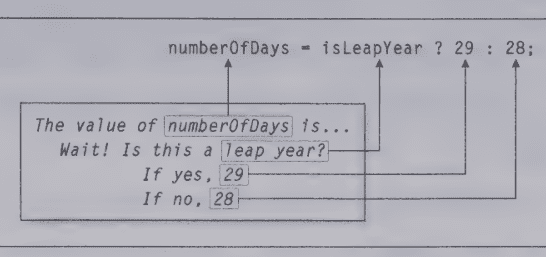 numberOfDays = isLeapYear ? 29 : 28;
The value of numberOfDays is...
Wait! Is this a leap year?
If yes, 29
If no, 28